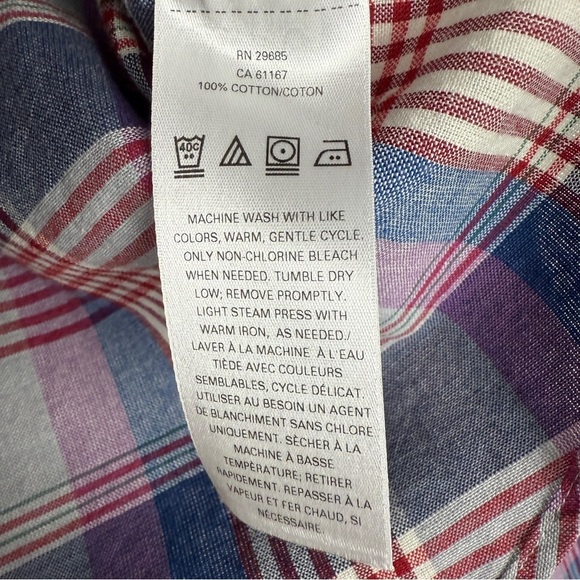 RN 29685
CA 61167
100% COTTON/COTON
40C
MACHINE WASH WITH LIKE
COLORS, WARM, GENTLE CYCLE.
ONLY NON-CHLORINE BLEACH
WHEN NEEDED. TUMBLE DRY
LOW; REMOVE PROMPTLY.
LIGHT STEAM PRESS WITH
WARM IRON, AS NEEDED./
LAVER À LA MACHINE À L'EAU
TIÈDE AVEC COULEURS
SEMBLABLES, CYCLE DÉLICAT.
UTILISER AU BESOIN UN AGENT
DE BLANCHIMENT SANS CHLORE
UNIQUEMENT. SÈCHER À LA
MACHINE À BASSE
TEMPÈRATURE; RETIRER
RAPIDEMENT. REPASSER À LA
VAPEUR ET FER CHAUD, SI
NÉCESSAIRE.